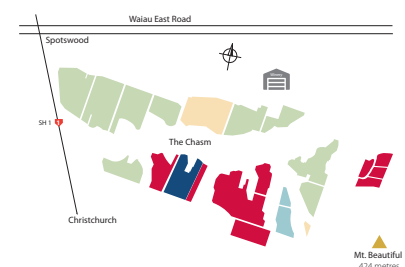 Waiau East Road
Spotswood
SH 1
The Chasm
Christchurch
Mt. Beautiful
424 metres